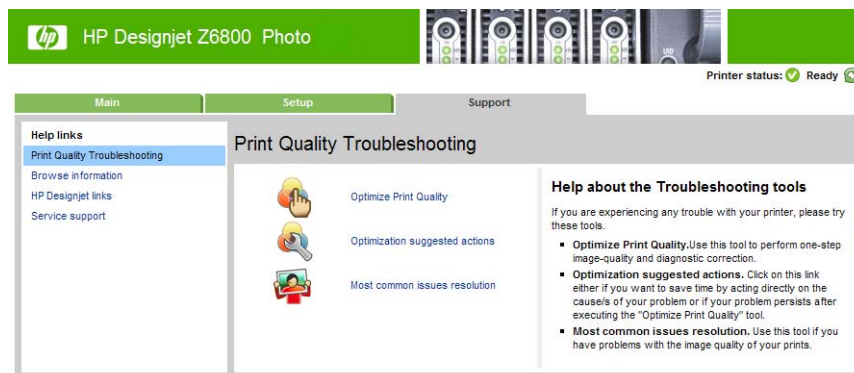 hp HP Designjet Z6800 Photo
UID
Printer status: Ready
Main Setup Support
Help links
Print Quality Troubleshooting
Browse information
HP Designjet links
Service support
Print Quality Troubleshooting
Optimize Print Quality
Optimization suggested actions
Most common issues resolution
Help about the Troubleshooting tools
If you are experiencing any trouble with your printer, please try
these tools.
▪ Optimize Print Quality.Use this tool to perform one-step
image-quality and diagnostic correction.
▪ Optimization suggested actions. Click on this link
either if you want to save time by acting directly on the
cause/s of your problem or if your problem persists after
executing the "Optimize Print Quality" tool.
▪ Most common issues resolution. Use this tool if you
have problems with the image quality of your prints.